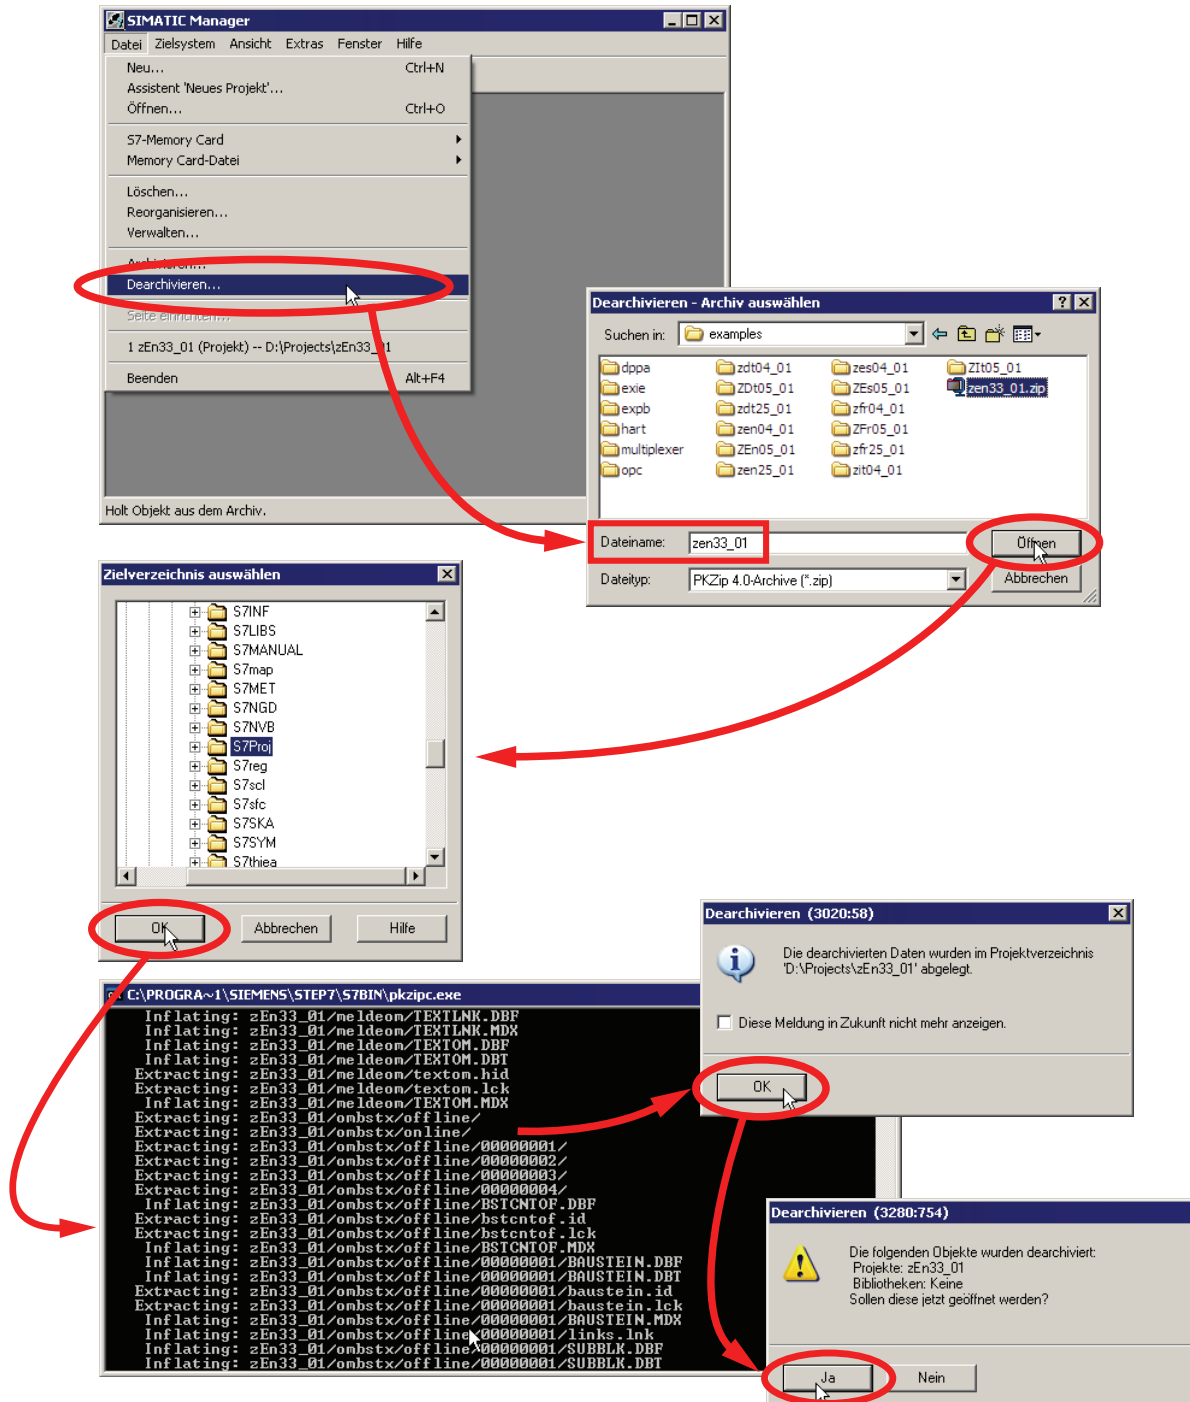 SIMATIC Manager
Datei Zielsystem Ansicht Extras Fenster Hilfe
Neu... Ctrl+N
Assistent 'Neues Projekt'...
Öffnen... Ctrl+O
S7-Memory Card
Memory Card-Datei
Löschen...
Reorganisieren...
Verwalten...
Archivieren...
Dearchivieren...
Seite einrichten...
1 zEn33_01 (Projekt) -- D:\Projects\zEn33_01
Beenden Alt+F4
Holt Objekt aus dem Archiv.
Dearchivieren - Archiv auswählen
Suchen in: examples
dppa zdt04_01 zes04_01 ZIt05_01
exie ZDt05_01 ZEs05_01 zen33_01.zip
expb zdt25_01 zfr04_01
hart zen04_01 ZFr05_01
multiplexer ZEn05_01 zfr25_01
opc zen25_01 zit04_01
Dateiname: zen33_01 Öffnen
Dateityp: PKZip 4.0-Archive (*.zip) Abbrechen
Zielverzeichnis auswählen
S7INF
S7LIBS
S7MANUAL
S7map
S7MET
S7NGD
S7NVB
S7Proj
S7reg
S7scl
S7sfc
S7SKA
S7SYM
S7thiea
OK Abbrechen Hilfe
C:\PROGRA~1\SIEMENS\STEP7\S7BIN\pkzipc.exe
Inflating: zEn33_01/meldeom/TEXTLNK.DBF
Inflating: zEn33_01/meldeom/TEXTLNK.MDX
Inflating: zEn33_01/meldeom/TEXTOM.DBF
Inflating: zEn33_01/meldeom/TEXTOM.DBT
Extracting: zEn33_01/meldeom/textom.hid
Extracting: zEn33_01/meldeom/textom.lck
Inflating: zEn33_01/meldeom/TEXTOM.MDX
Extracting: zEn33_01/ombstx/offline/
Extracting: zEn33_01/ombstx/online/
Extracting: zEn33_01/ombstx/offline/00000001/
Extracting: zEn33_01/ombstx/offline/00000002/
Extracting: zEn33_01/ombstx/offline/00000003/
Extracting: zEn33_01/ombstx/offline/00000004/
Inflating: zEn33_01/ombstx/offline/BSTCNTOF.DBF
Extracting: zEn33_01/ombstx/offline/bstcntof.id
Extracting: zEn33_01/ombstx/offline/bstcntof.lck
Inflating: zEn33_01/ombstx/offline/BSTCNTOF.MDX
Inflating: zEn33_01/ombstx/offline/00000001/BAUSTEIN.DBF
Inflating: zEn33_01/ombstx/offline/00000001/BAUSTEIN.DBT
Extracting: zEn33_01/ombstx/offline/00000001/baustein.id
Extracting: zEn33_01/ombstx/offline/00000001/baustein.lck
Inflating: zEn33_01/ombstx/offline/00000001/BAUSTEIN.MDX
Inflating: zEn33_01/ombstx/offline/00000001/links.lnk
Inflating: zEn33_01/ombstx/offline/00000001/SUBBLK.DBF
Inflating: zEn33_01/ombstx/offline/00000001/SUBBLK.DBT
Dearchivieren (3020:58)
Die dearchivierten Daten wurden im Projektverzeichnis
'D:\Projects\zEn33_01' abgelegt.
Diese Meldung in Zukunft nicht mehr anzeigen.
OK
Dearchivieren (3280:754)
Die folgenden Objekte wurden dearchiviert:
Projekte: zEn33_01
Bibliotheken: Keine
Sollen diese jetzt geöffnet werden?
Ja Nein